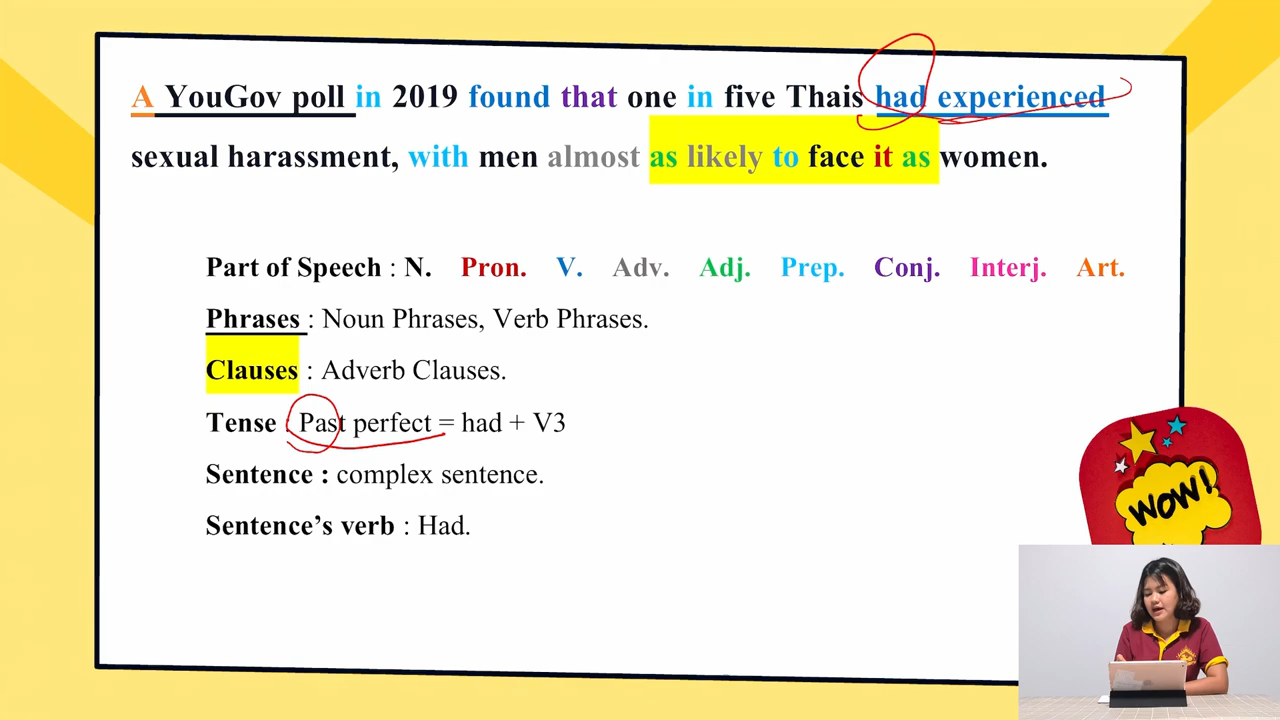 A YouGov poll in 2019 found that one in five Thais had experienced
sexual harassment, with men almost as likely to face it as women.
Part of Speech : N. Pron. V. Adv. Adj. Prep. Conj. Interj. Art.
Phrases : Noun Phrases, Verb Phrases.
Clauses : Adverb Clauses.
Tense : Past perfect = had + V3
Sentence : complex sentence.
Sentence’s verb : Had.
WOW!